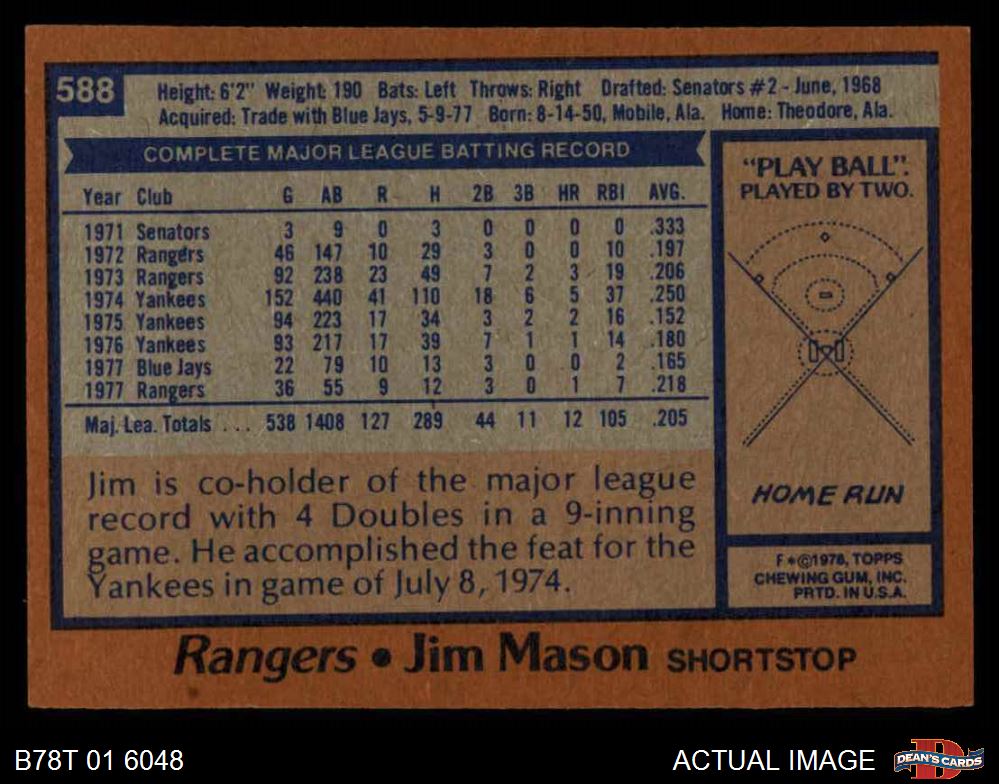 588
Height: 6'2" Weight: 190 Bats: Left Throws: Right Drafted: Senators #2 - June, 1968
Acquired: Trade with Blue Jays, 5-9-77 Born: 8-14-50, Mobile, Ala. Home: Theodore, Ala.
COMPLETE MAJOR LEAGUE BATTING RECORD
Year Club G AB R H 2B 3B HR RBI AVG.
1971 Senators 3 9 0 3 0 0 0 0 .333
1972 Rangers 46 147 10 29 3 0 0 10 .197
1973 Rangers 92 238 23 49 7 2 3 19 .206
1974 Yankees 152 440 41 110 18 6 5 37 .250
1975 Yankees 94 223 17 34 3 2 2 16 .152
1976 Yankees 93 217 17 39 7 1 1 14 .180
1977 Blue Jays 22 79 10 13 3 0 0 2 .165
1977 Rangers 36 55 9 12 3 0 1 7 .218
Maj. Lea. Totals ... 538 1408 127 289 44 11 12 105 .205
Jim is co-holder of the major league
record with 4 Doubles in a 9-inning
game. He accomplished the feat for the
Yankees in game of July 8, 1974.
"PLAY BALL".
PLAYED BY TWO.
HOME RUN
F*©1978, TOPPS
CHEWING GUM, INC.
PRTD. IN U.S.A.
Rangers • Jim Mason SHORTSTOP
B78T 01 6048
ACTUAL IMAGE
D
DEAN'S CARDS